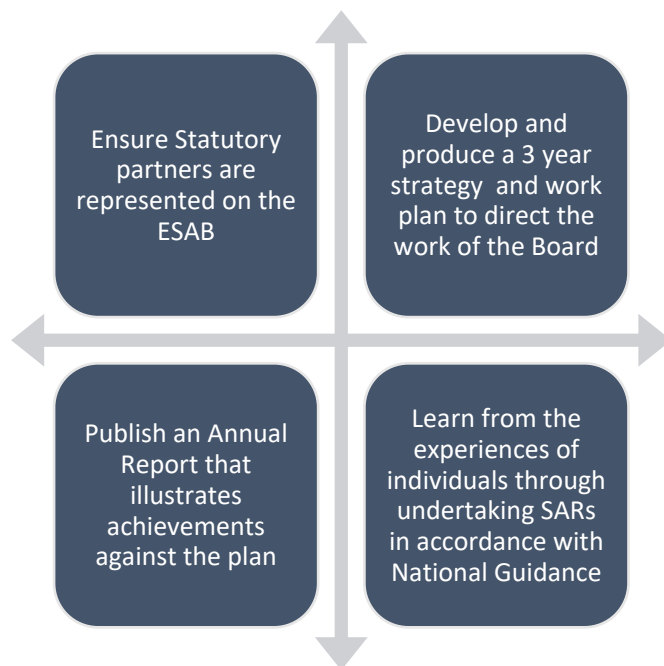 Ensure Statutory
partners are
represented on the
ESAB
Develop and
produce a 3 year
strategy and work
plan to direct the
work of the Board
Publish an Annual
Report that
illustrates
achievements
against the plan
Learn from the
experiences of
individuals through
undertaking SARs
in accordance with
National Guidance